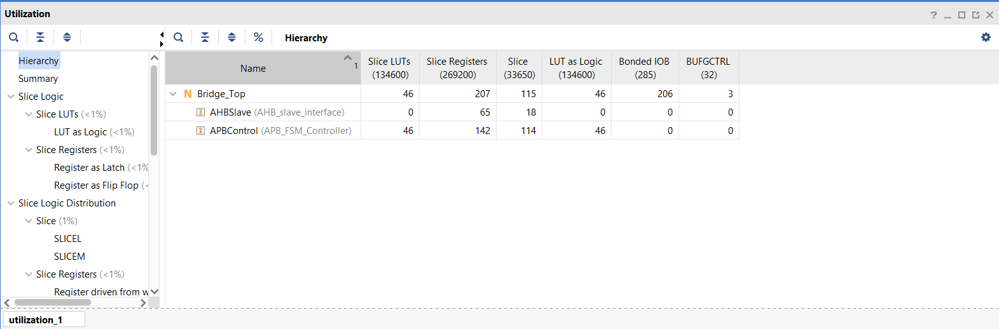 Utilization
Hierarchy
Hierarchy
Summary
Slice Logic
Slice LUTs (<1%)
LUT as Logic (<1%)
Slice Registers (<1%)
Register as Latch (<1%
Register as Flip Flop (<
Slice Logic Distribution
Slice (1%)
SLICEL
SLICEM
Slice Registers (<1%)
Register driven from w
Name 1 Slice LUTs (134600) Slice Registers (269200) Slice (33650) LUT as Logic (134600) Bonded IOB (285) BUFGCTRL (32)
N Bridge_Top 46 207 115 46 206 3
I AHBSlave (AHB_slave_interface) 0 65 18 0 0 0
I APBControl (APB_FSM_Controller) 46 142 114 46 0 0
utilization_1